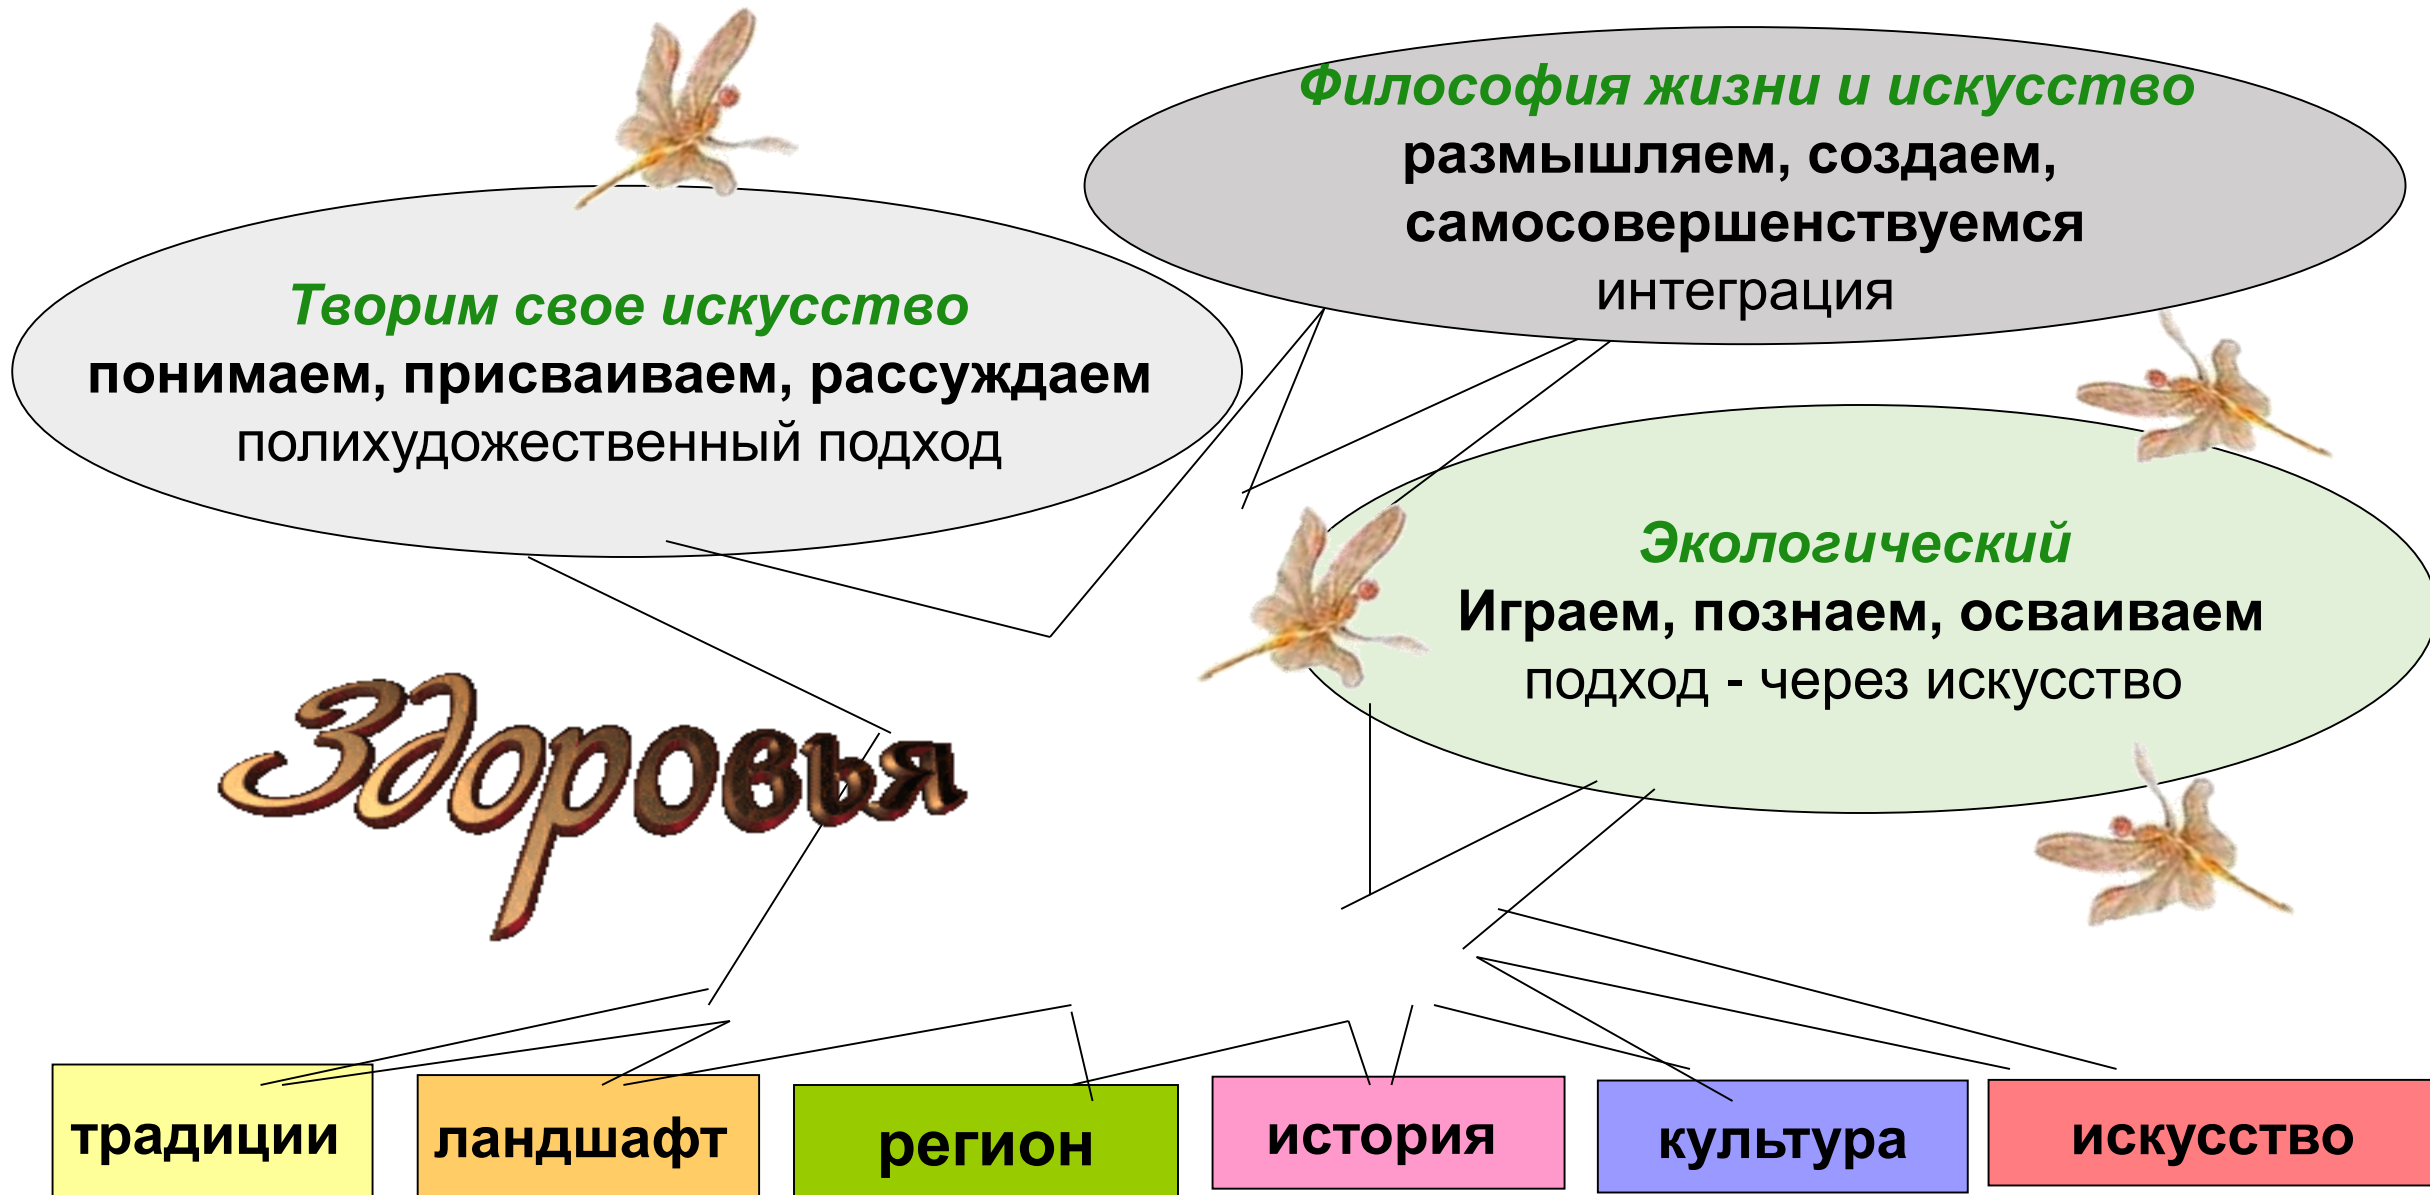 Философия жизни и искусство
размышляем, создаем,
самосовершенствуемся
интеграция
Творим свое искусство
понимаем, присваиваем, рассуждаем
полихудожественный подход
Экологический
Играем, познаем, осваиваем
подход - через искусство
Здоровья
традиции
ландшафт
регион
история
культура
искусство